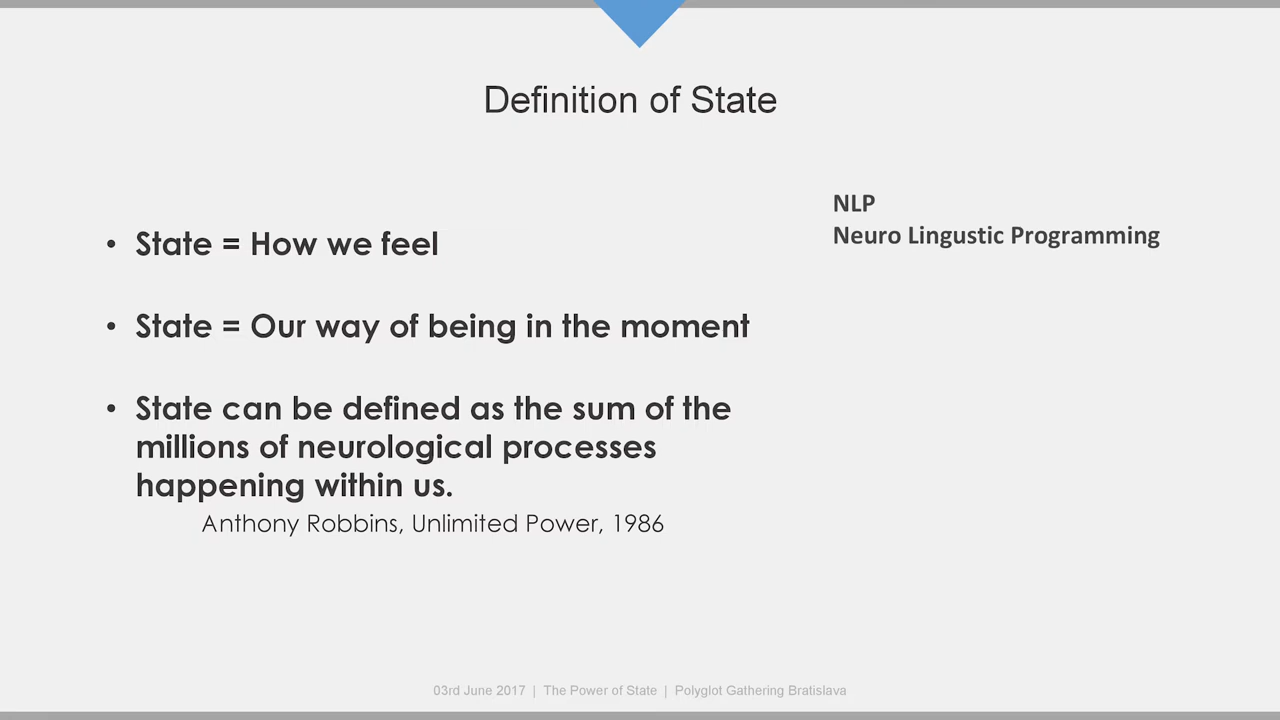 Definition of State
NLP
Neuro Lingustic Programming
• State = How we feel
• State = Our way of being in the moment
• State can be defined as the sum of the
millions of neurological processes
happening within us.
Anthony Robbins, Unlimited Power, 1986
03rd June 2017 | The Power of State | Polyglot Gathering Bratislava